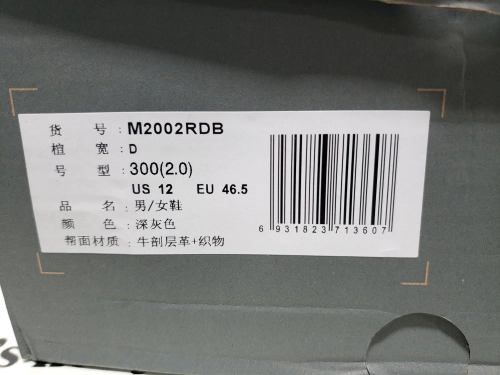 货 号：M2002RDB
楦 宽：D
号 型：300(2.0)
US 12 EU 46.5
品 名：男/女鞋
颜 色：深灰色
帮面材质：牛剖层革+织物
6 931823 713607